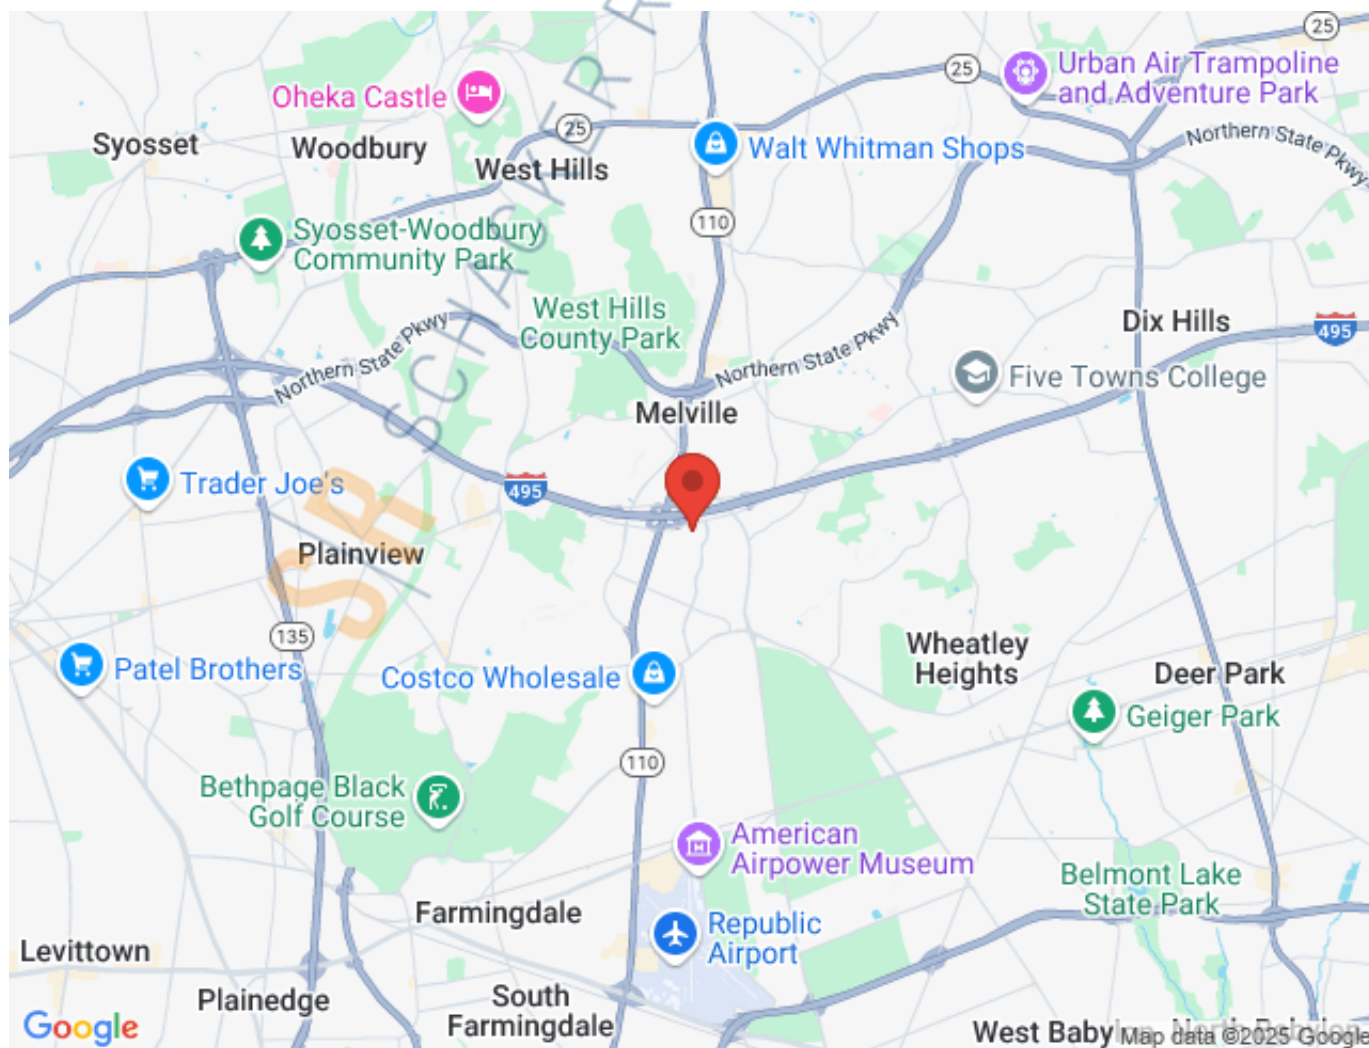 25
Urban Air Trampoline
and Adventure Park
25
Oheka Castle
25
Northern State Pkwy
Syosset
Woodbury
West Hills
Walt Whitman Shops
110
Syosset-Woodbury
Community Park
West Hills
County Park
Northern State Pkwy
Northern State Pkwy
Dix Hills
495
Five Towns College
Melville
Trader Joe's
495
Plainview
135
Wheatley
Heights
Patel Brothers
Costco Wholesale
Deer Park
Geiger Park
110
Bethpage Black
Golf Course
American
Airpower Museum
Belmont Lake
State Park
Farmingdale
Republic
Airport
Levittown
Plainedge
South
Farmingdale
Google
West Baby
Map data ©2025 Google
SIR